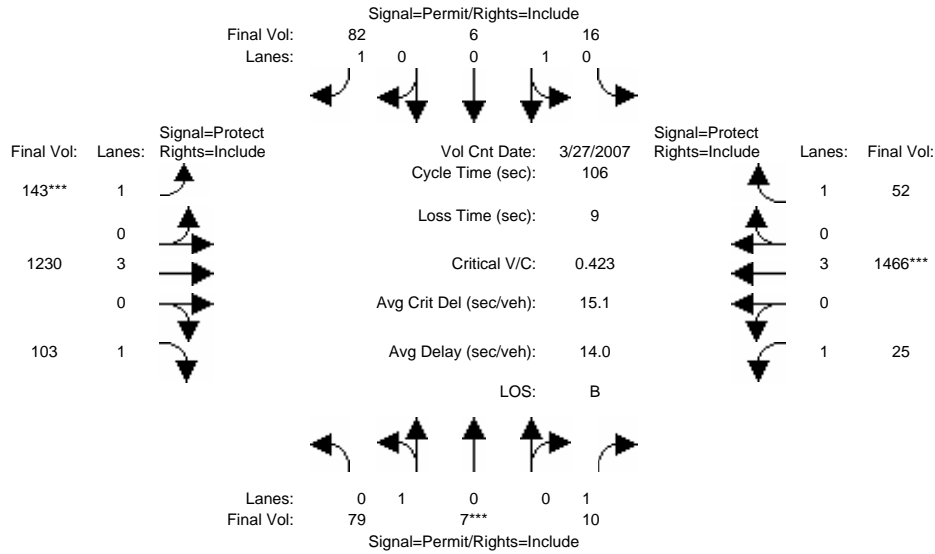 Signal=Permit/Rights=Include
Final Vol: 82 6 16
Lanes: 1 0 0 1 0
Signal=Protect Signal=Protect
Final Vol: Lanes: Rights=Include Vol Cnt Date: 3/27/2007 Rights=Include Lanes: Final Vol:
Cycle Time (sec): 106
143*** 1 1 52
Loss Time (sec): 9
0 0
1230 3 Critical V/C: 0.423 3 1466***
0 Avg Crit Del (sec/veh): 15.1 0
103 1 Avg Delay (sec/veh): 14.0 1 25
LOS: B
Lanes: 0 1 0 0 1
Final Vol: 79 7*** 10
Signal=Permit/Rights=Include